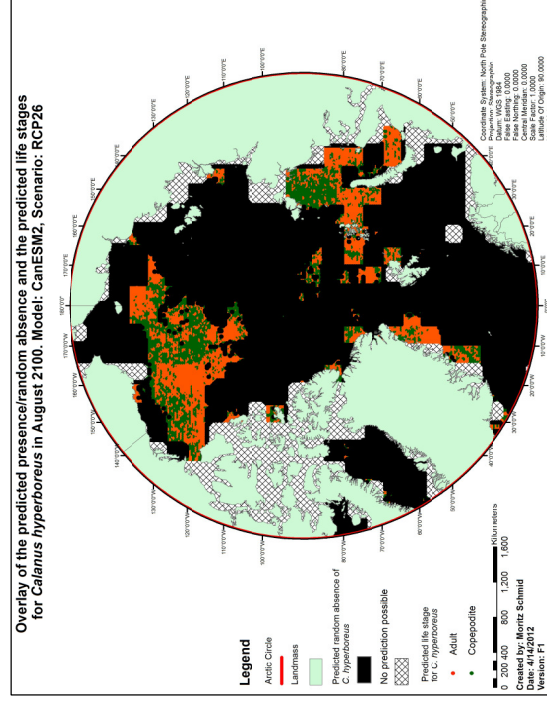 Overlay of the predicted presence/random absence and the predicted life stages
for Calanus hyperboreus in August 2100. Model: CanESM2, Scenario: RCP26
Legend
Arctic Circle
Landmass
Predicted random absence of
C. hyperboreus
No prediction possible
Predicted life stage
for C. hyperboreus
Adult
Copepodite
Kilometers
0 200 400 800 1,200 1,600
Created by: Moritz Schmid
Date: 4/14/2012
Version: F1
Coordinate System: North Pole Stereographic
Projection: Stereographic
Datum: WGS 1984
False Easting: 0.0000
False Northing: 0.0000
Central Meridian: 0.0000
Scale Factor: 1.0000
Latitude Of Origin: 90.0000
130°0'0"W
120°0'0"W
110°0'0"W
100°0'0"W
80°0'0"W
70°0'0"W
60°0'0"W
50°0'0"W
40°0'0"W
30°0'0"W
20°0'0"W
10°0'0"W
140°0'0"W
150°0'0"W
160°0'0"W
170°0'0"W
180°0'0"
170°0'0"E
160°0'0"E
150°0'0"E
140°0'0"E
130°0'0"E
120°0'0"E
110°0'0"E
100°0'0"E
80°0'0"E
70°0'0"E
60°0'0"E
50°0'0"E
30°0'0"E
20°0'0"E
10°0'0"E